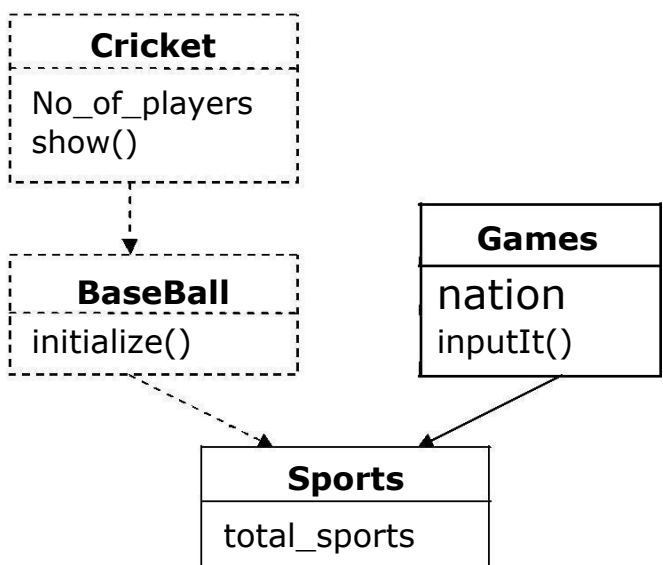 Cricket
No_of_players
show()
Games
nation
inputIt()
BaseBall
initialize()
Sports
total_sports